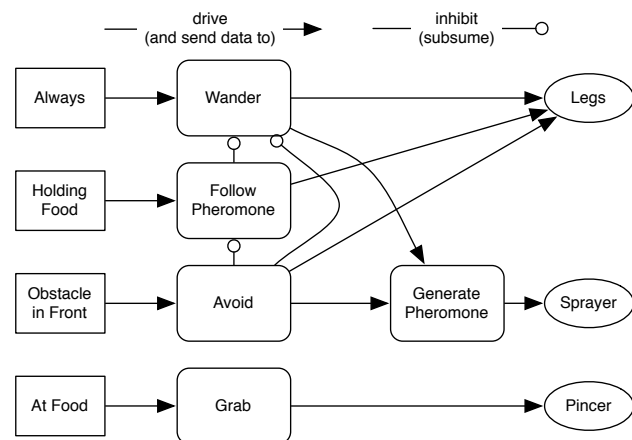 drive
(and send data to)
inhibit
(subsume)
Always
Wander
Legs
Holding
Food
Follow
Pheromone
Obstacle
in Front
Avoid
Generate
Pheromone
Sprayer
At Food
Grab
Pincer